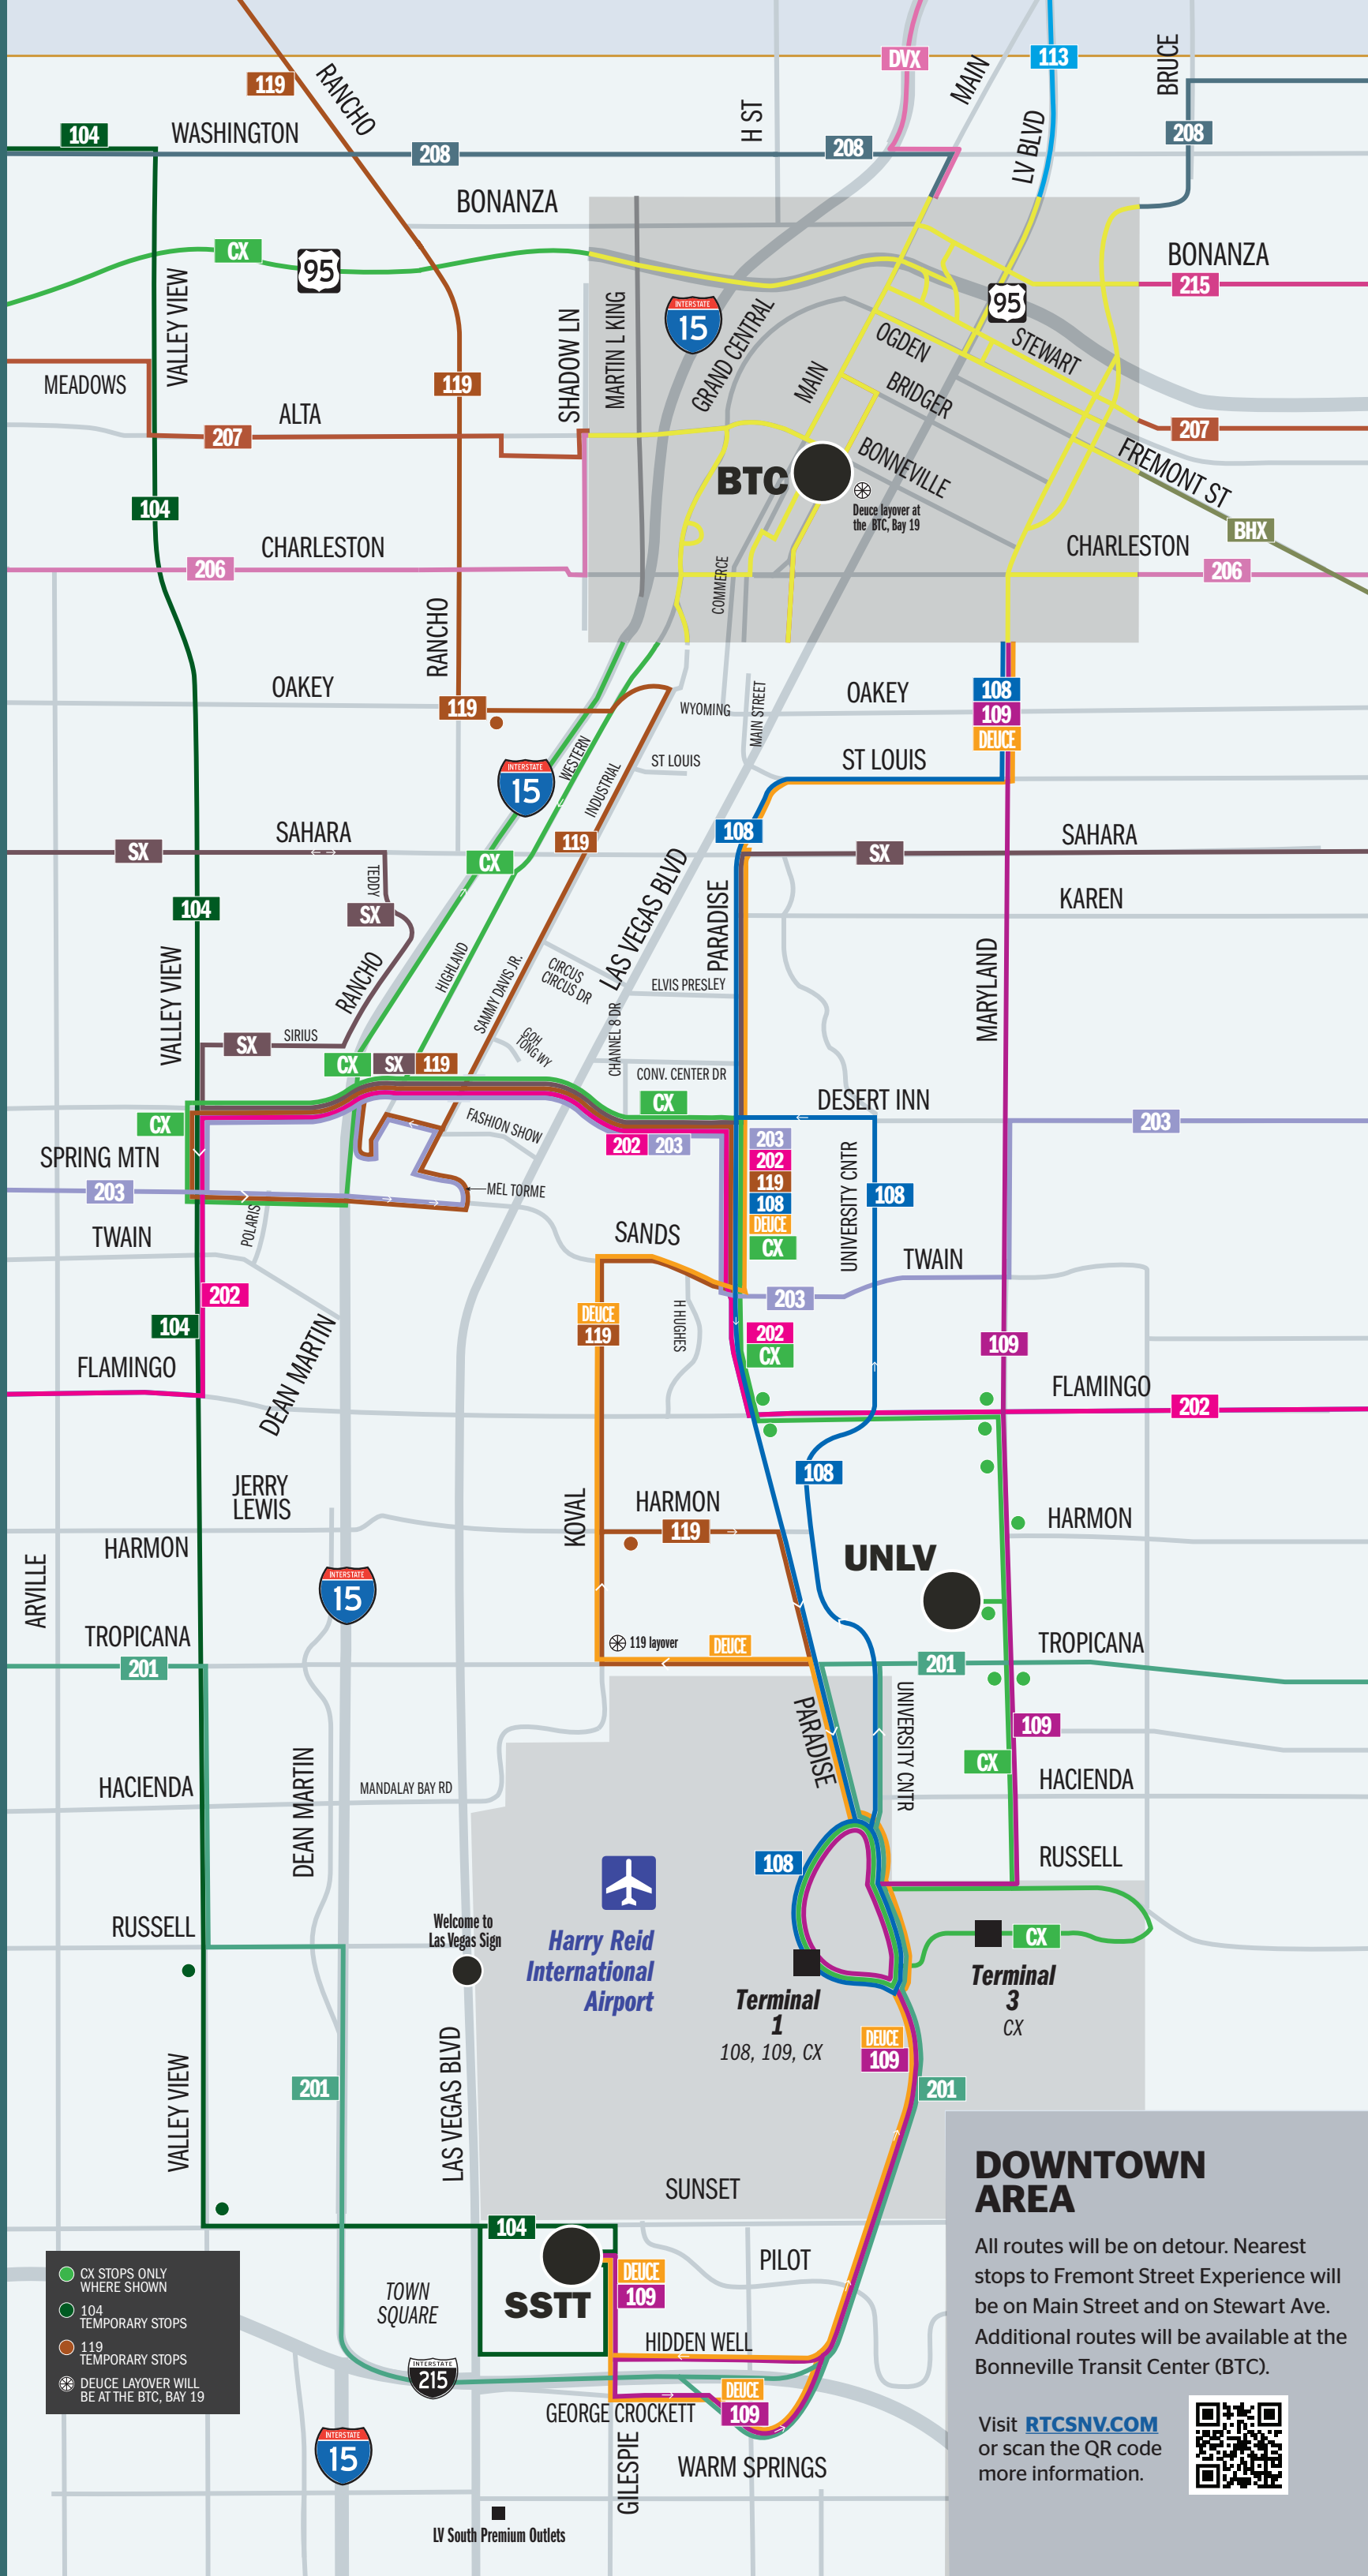 DVX
113
MAIN
BRUCE
119
RANCHO
104
WASHINGTON
208
H ST
208
LV BLVD
208
BONANZA
CX
95
VALLEY VIEW
BONANZA
215
95
INTERSTATE
15
SHADOW LN
MARTIN L KING
GRAND CENTRAL
MAIN
OGDEN
STEWART
BRIDGER
MEADOWS
119
ALTA
207
207
BTC
BONNEVILLE
Deuce layover at
the BTC, Bay 19
FREMONT ST
BHX
104
CHARLESTON
206
CHARLESTON
206
COMMERCE
RANCHO
OAKEY
119
WYOMING
MAIN STREET
OAKEY
108
109
DEUCE
INTERSTATE
15
WESTERN
INDUSTRIAL
ST LOUIS
ST LOUIS
SX
SAHARA
119
108
SX
SAHARA
CX
TEDDY
SX
104
LAS VEGAS BLVD
PARADISE
KAREN
VALLEY VIEW
RANCHO
HIGHLAND
SAMMY DAVIS JR.
CIRCUS
CIRCUS DR
ELVIS PRESLEY
MARYLAND
SX
SIRIUS
GOH
TONG WY
CHANNEL 8 DR
CX
SX
119
CONV. CENTER DR
CX
DESERT INN
CX
FASHION SHOW
202
203
203
202
119
108
DEUCE
CX
203
SPRING MTN
203
MEL TORME
UNIVERSITY CNTR
108
TWAIN
POLARIS
SANDS
TWAIN
203
202
DEUCE
119
H HUGHES
104
202
CX
109
FLAMINGO
DEAN MARTIN
FLAMINGO
202
108
JERRY
LEWIS
KOVAL
HARMON
119
HARMON
HARMON
ARVILLE
INTERSTATE
15
UNLV
TROPICANA
201
119 layover
DEUCE
201
TROPICANA
PARADISE
UNIVERSITY CNTR
109
CX
HACIENDA
DEAN MARTIN
MANDALAY BAY RD
HACIENDA
108
RUSSELL
RUSSELL
Welcome to
Las Vegas Sign
Harry Reid
International
Airport
CX
Terminal
1
108, 109, CX
Terminal
3
CX
DEUCE
109
201
VALLEY VIEW
201
LAS VEGAS BLVD
SUNSET
104
SSTT
DEUCE
109
PILOT
TOWN
SQUARE
HIDDEN WELL
INTERSTATE
215
GEORGE CROCKETT
DEUCE
109
GILESPIE
WARM SPRINGS
INTERSTATE
15
LV South Premium Outlets
CX STOPS ONLY
WHERE SHOWN
104
TEMPORARY STOPS
119
TEMPORARY STOPS
DEUCE LAYOVER WILL
BE AT THE BTC, BAY 19
DOWNTOWN
AREA
All routes will be on detour. Nearest
stops to Fremont Street Experience will
be on Main Street and on Stewart Ave.
Additional routes will be available at the
Bonneville Transit Center (BTC).
Visit RTCSNV.COM
or scan the QR code
more information.